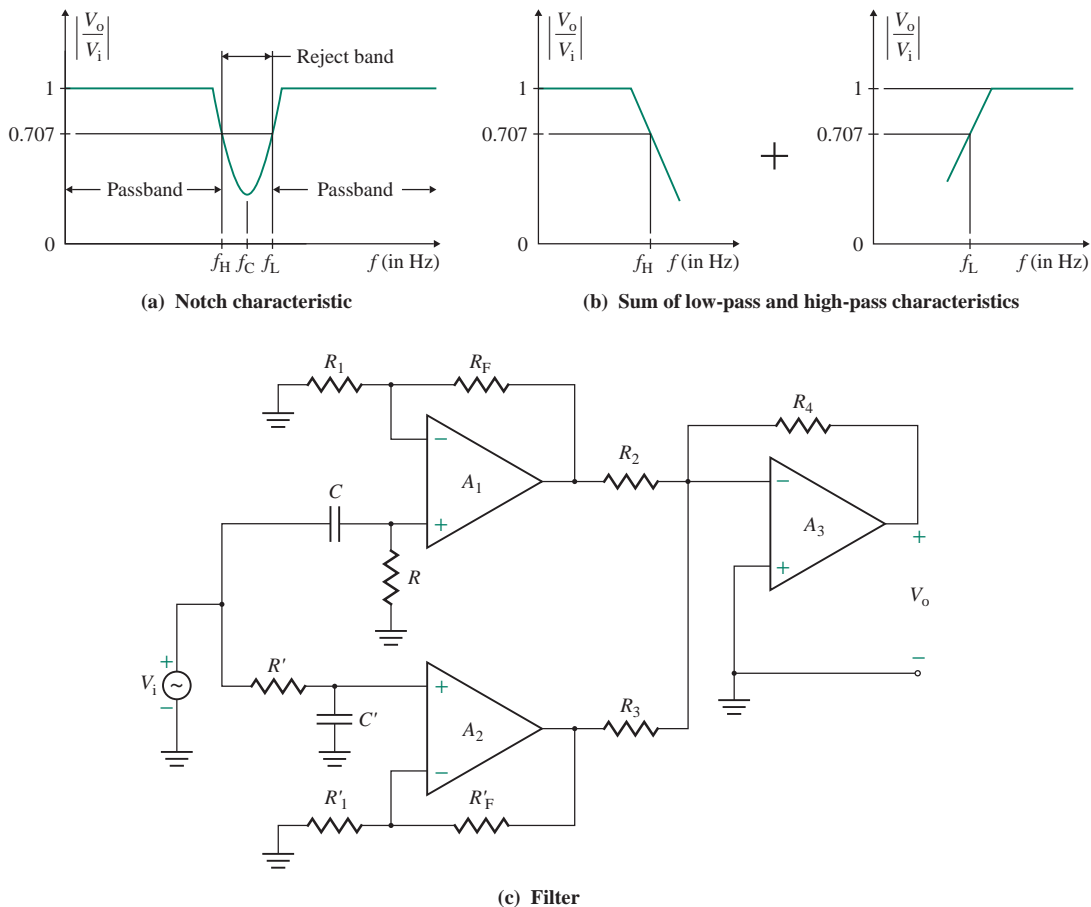 |Vo/Vi|
Reject band
1
0.707
Passband
Passband
0
fH
fC
fL
f (in Hz)
(a) Notch characteristic
|Vo/Vi|
1
0.707
0
fH
f (in Hz)
+
|Vo/Vi|
1
0.707
0
fL
f (in Hz)
(b) Sum of low-pass and high-pass characteristics
R1
RF
R4
−
A1
+
R2
−
A3
+
C
R
+
Vo
−
+
Vi
~
−
R'
C'
+
A2
−
R3
R'1
R'F
(c) Filter